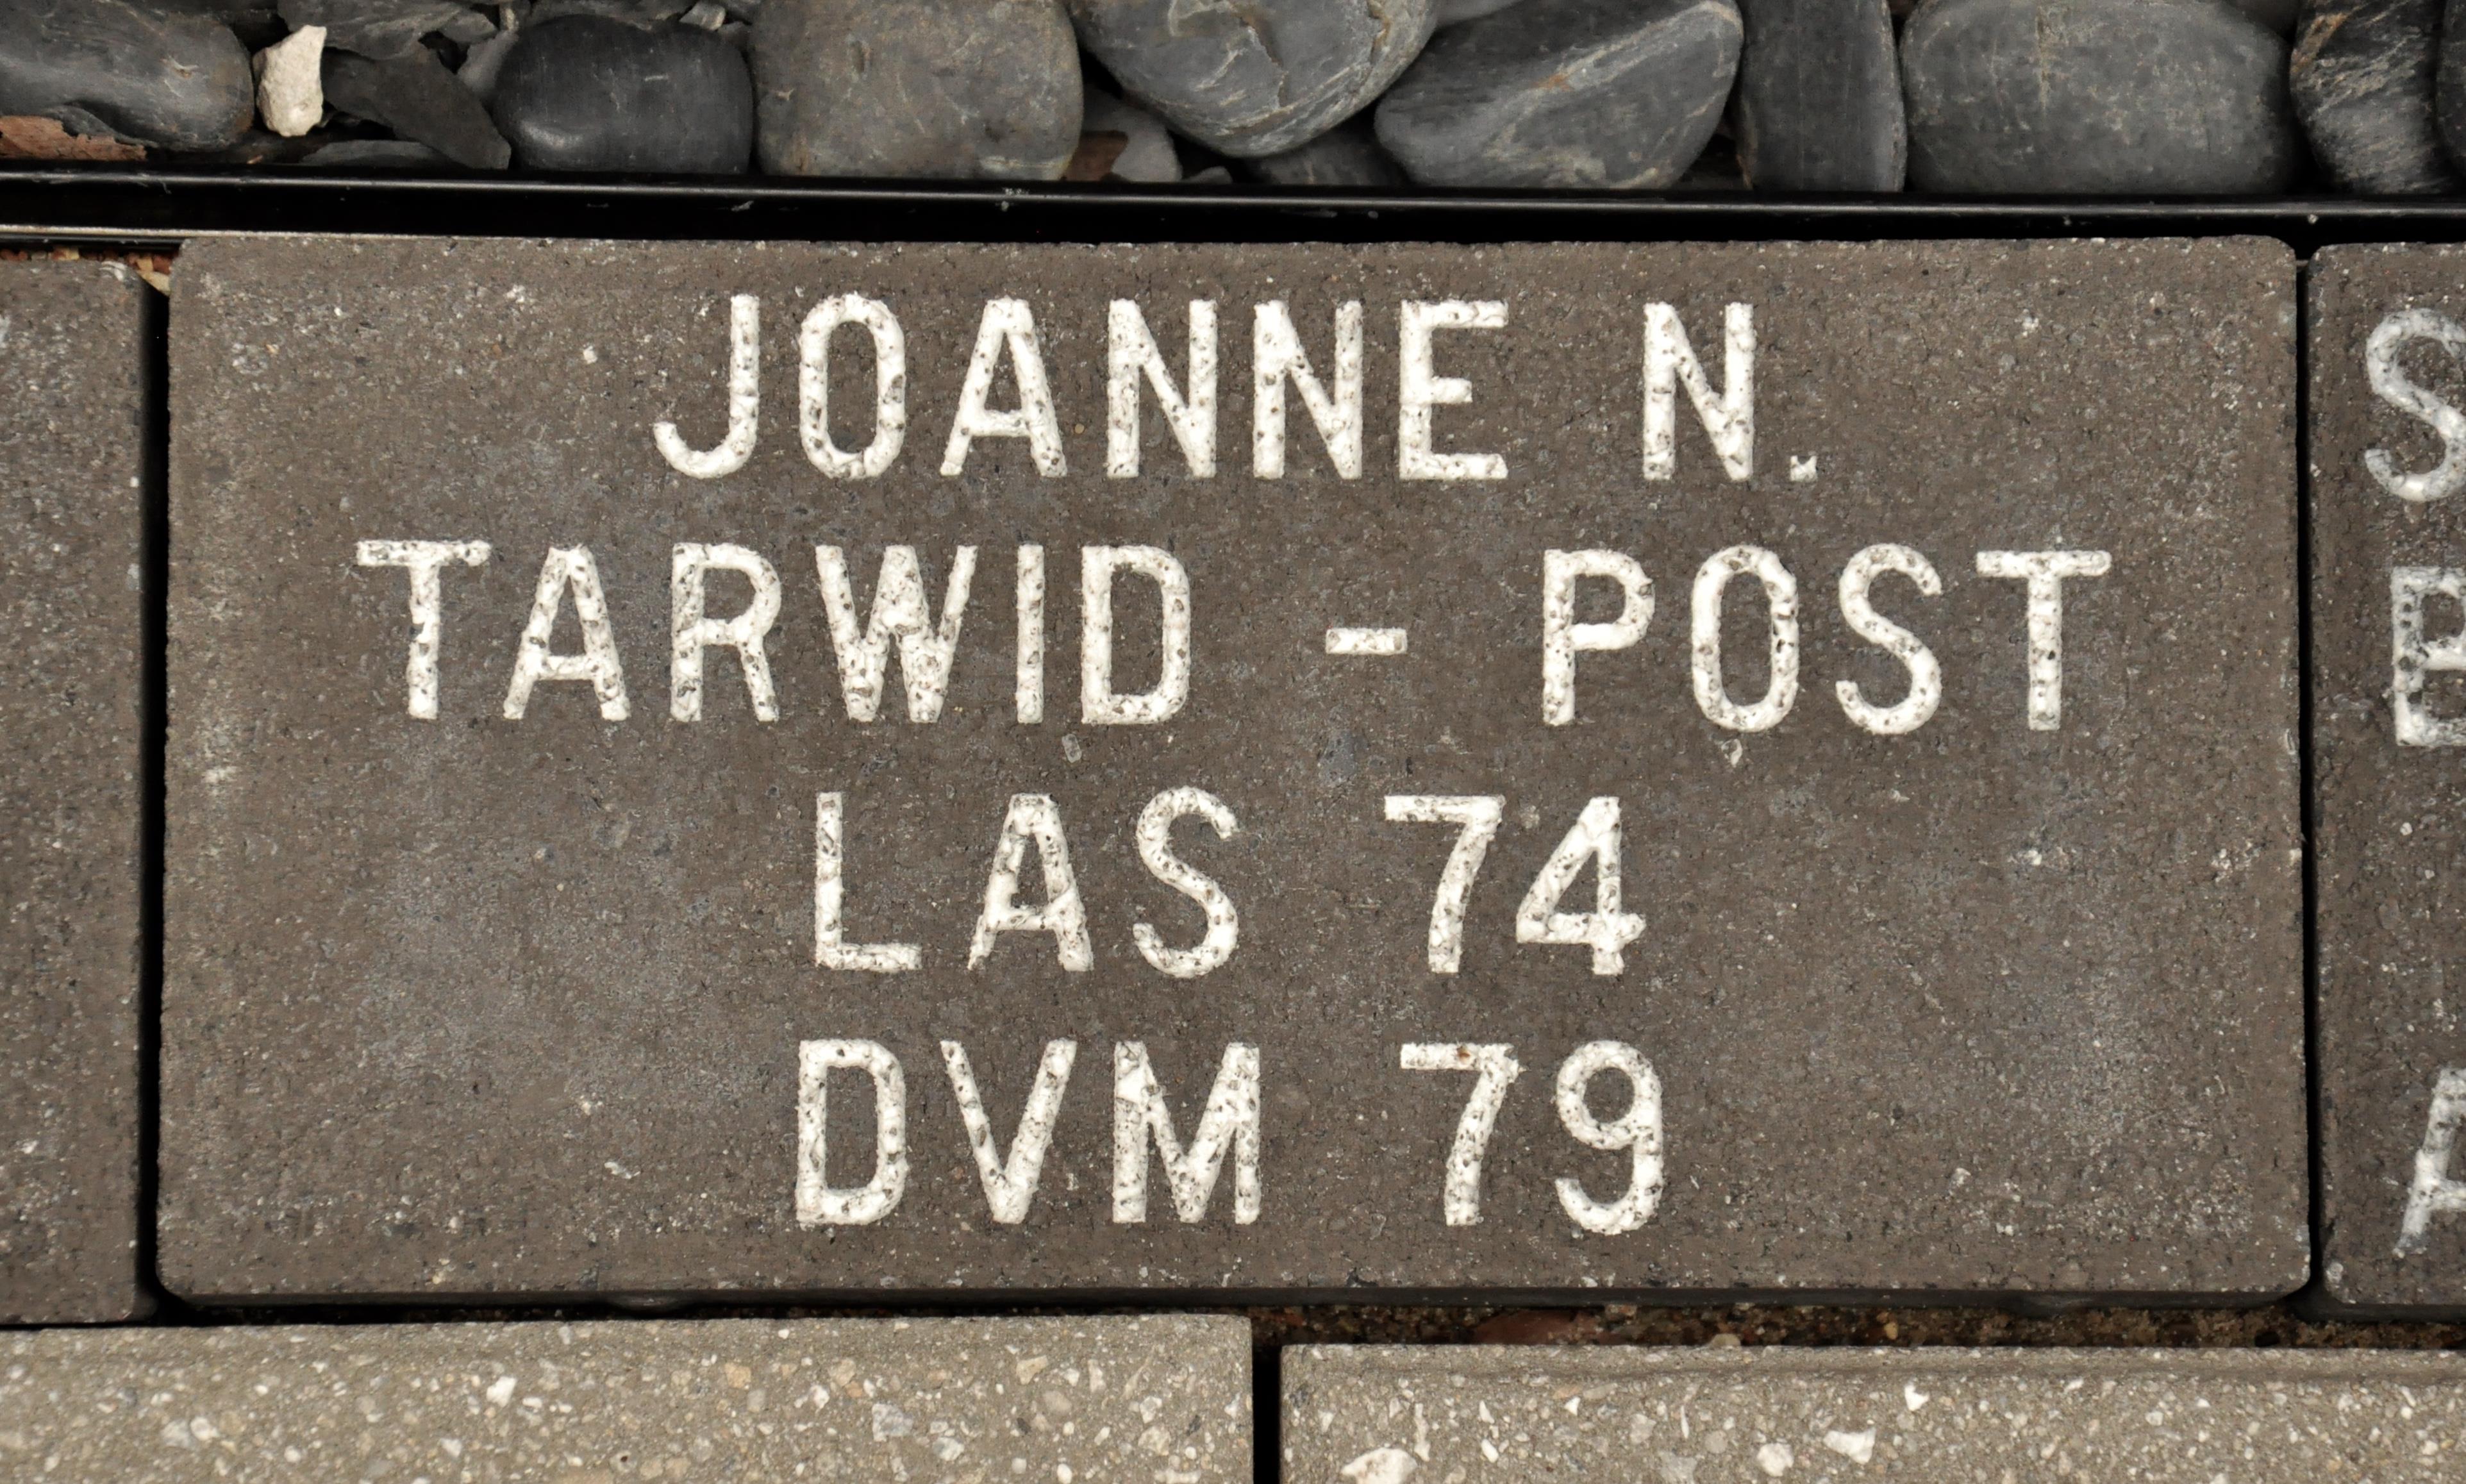 JOANNE N.
TARWID - POST
LAS 74
DVM 79